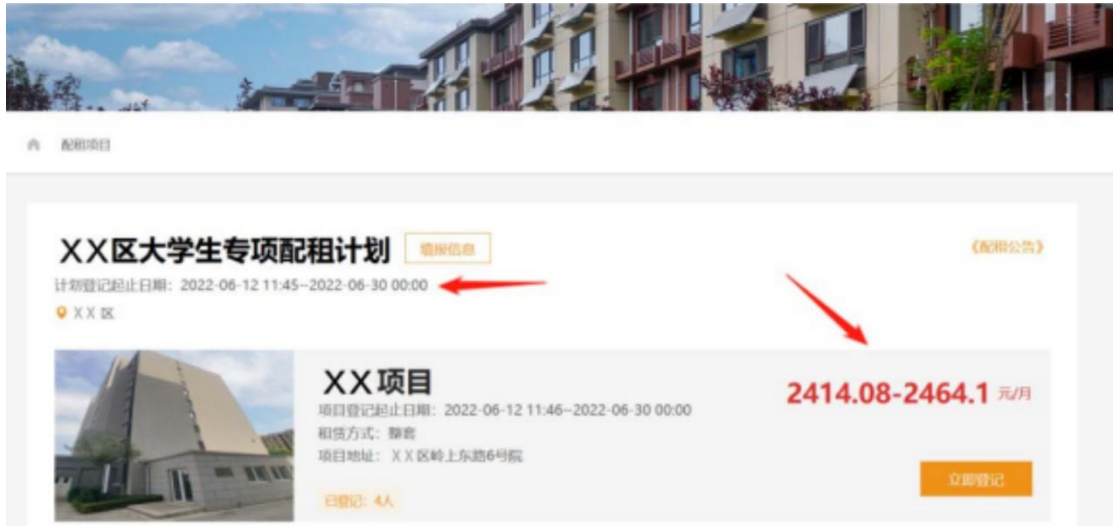 配租项目
XX区大学生专项配租计划 填报信息 《配租公告》
计划登记起止日期：2022-06-12 11:45~2022-06-30 00:00
XX区
XX项目
项目登记起止日期：2022-06-12 11:46~2022-06-30 00:00
2414.08-2464.1 元/月
租赁方式：整套
项目地址：XX区岭上东路6号院
立即登记
已登记：4人